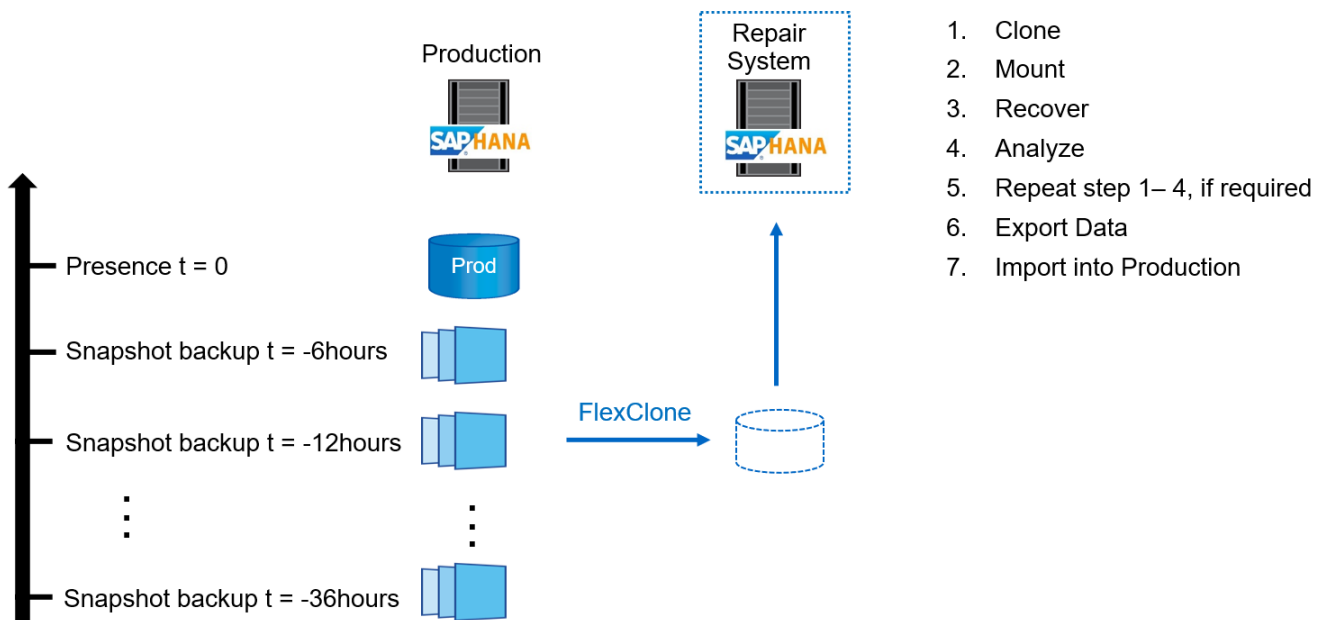 Production
SAP HANA
Repair
System
SAP HANA
1. Clone
2. Mount
3. Recover
4. Analyze
5. Repeat step 1– 4, if required
6. Export Data
7. Import into Production
Presence t = 0
Prod
Snapshot backup t = -6hours
Snapshot backup t = -12hours
FlexClone
Snapshot backup t = -36hours